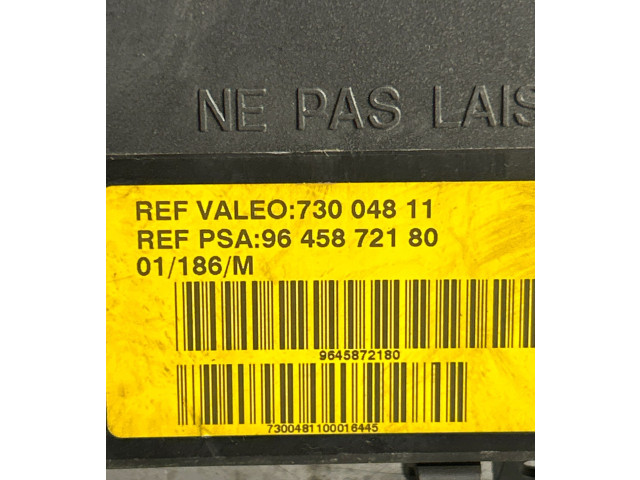 NE PAS LAIS
REF VALEO:730 048 11
REF PSA:96 458 721 80
01/186/M
9645872180
7300481100016445